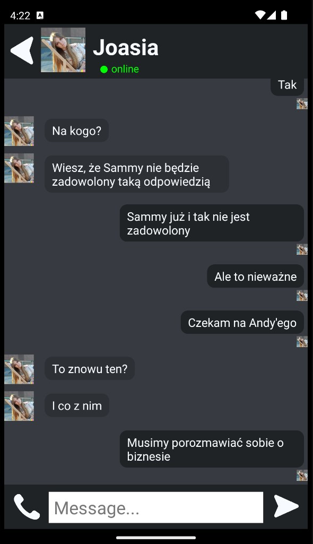 4:22
Joasia
online
Tak
Na kogo?
Wiesz, że Sammy nie będzie
zadowolony taką odpowiedzią
Sammy już i tak nie jest
zadowolony
Ale to nieważne
Czekam na Andy'ego
To znowu ten?
I co z nim
Musimy porozmawiać sobie o
biznesie
Message...